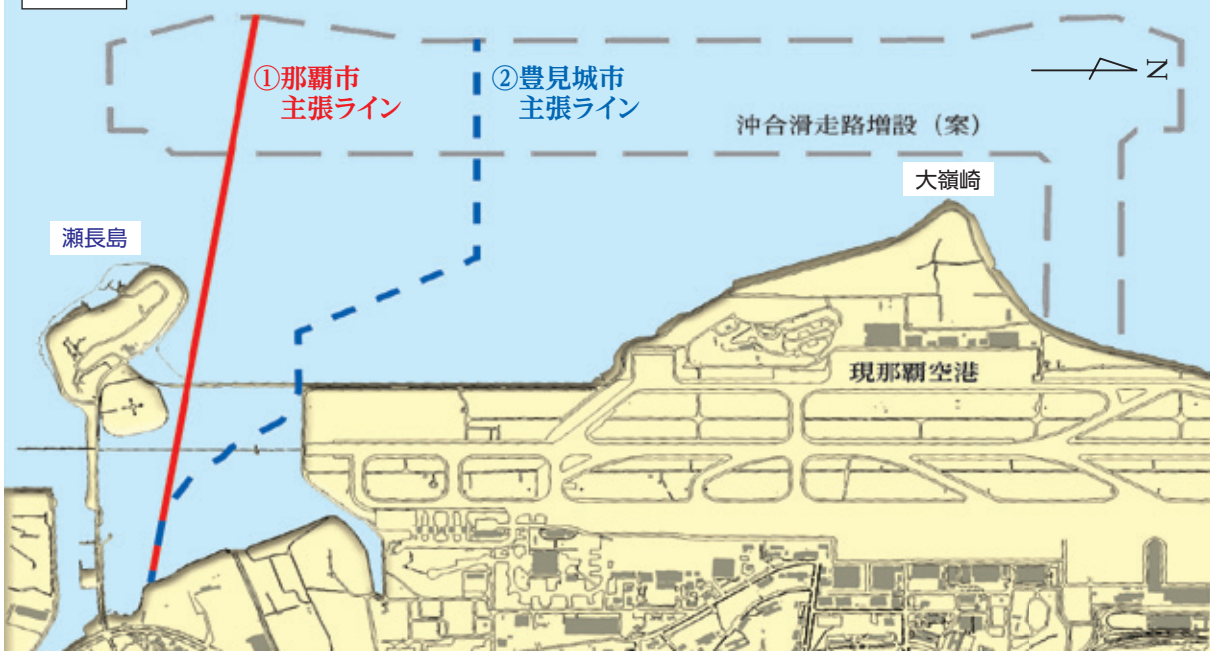 ①那覇市
主張ライン
②豊見城市
主張ライン
N
沖合滑走路増設（案）
大嶺崎
瀬長島
現那覇空港